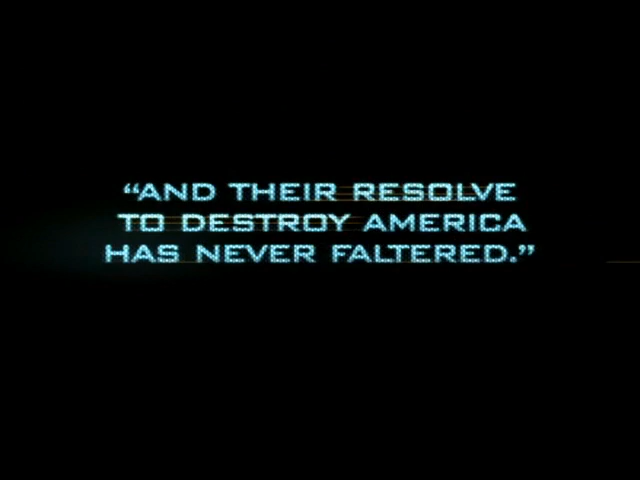 “AND THEIR RESOLVE
TO DESTROY AMERICA
HAS NEVER FALTERED.”